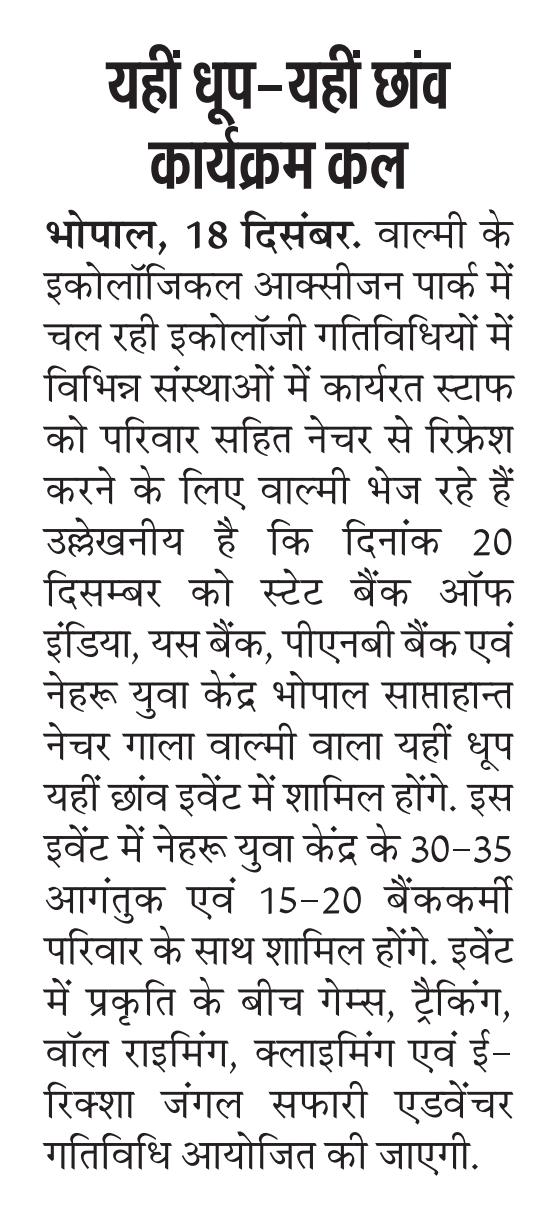 यहीं धूप-यहीं छांव
कार्यक्रम कल
भोपाल, 18 दिसंबर. वाल्मी के
इकोलॉजिकल आक्सीजन पार्क में
चल रही इकोलॉजी गतिविधियों में
विभिन्न संस्थाओं में कार्यरत स्टाफ
को परिवार सहित नेचर से रिफ्रेश
करने के लिए वाल्मी भेज रहे हैं
उल्लेखनीय है कि दिनांक 20
दिसम्बर को स्टेट बैंक ऑफ
इंडिया, यस बैंक, पीएनबी बैंक एवं
नेहरू युवा केंद्र भोपाल साप्ताहान्त
नेचर गाला वाल्मी वाला यहीं धूप
यहीं छांव इवेंट में शामिल होंगे. इस
इवेंट में नेहरू युवा केंद्र के 30-35
आगंतुक एवं 15-20 बैंककर्मी
परिवार के साथ शामिल होंगे. इवेंट
में प्रकृति के बीच गेम्स, ट्रैकिंग,
वॉल राइमिंग, क्लाइमिंग एवं ई-
रिक्शा जंगल सफारी एडवेंचर
गतिविधि आयोजित की जाएगी.